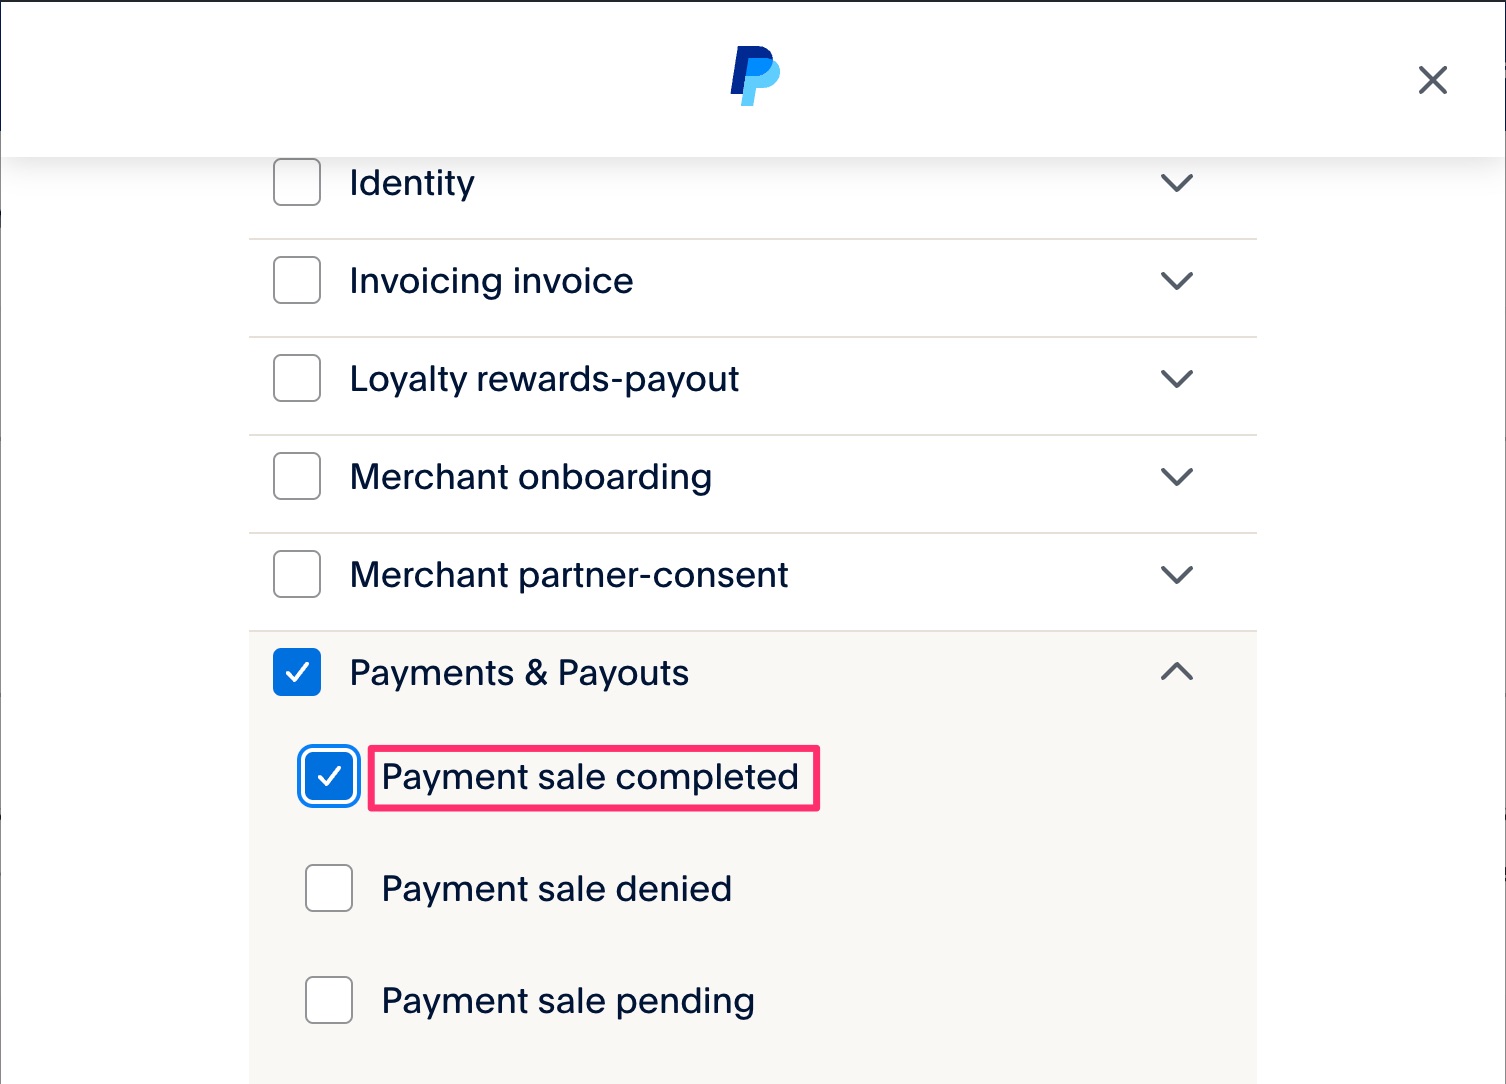 Identity
Invoicing invoice
Loyalty rewards-payout
Merchant onboarding
Merchant partner-consent
Payments & Payouts
Payment sale completed
Payment sale denied
Payment sale pending